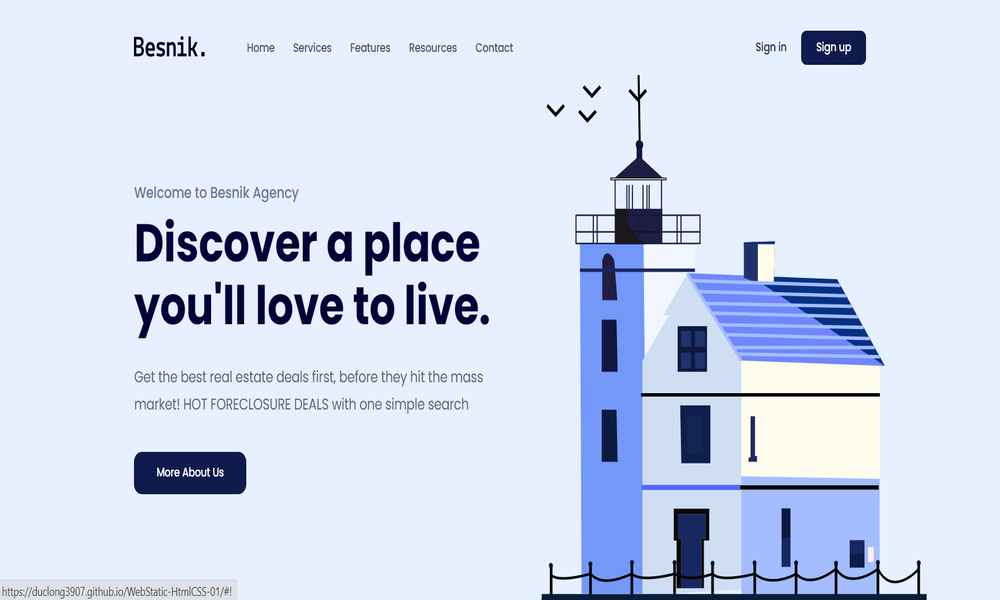 Besnik.
Home Services Features Resources Contact
Sign in Sign up
Welcome to Besnik Agency
Discover a place
you'll love to live.
Get the best real estate deals first, before they hit the mass
market! HOT FORECLOSURE DEALS with one simple search
More About Us
https://duclong3907.github.io/WebStatic-HtmlCSS-01/#!